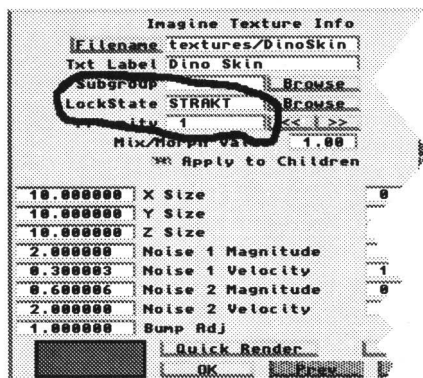 Imagine Texture Info
Filename textures/DinoSkin
Txt Label Dino Skin
Subgroup Browse
LockState STRAKT Browse
1 << >>
Mix/Morph Value 1.00
Apply to Children
10.000000 X Size 0
10.000000 Y Size
10.000000 Z Size
2.000000 Noise 1 Magnitude
0.300003 Noise 1 Velocity 1
0.600006 Noise 2 Magnitude 0
2.000000 Noise 2 Velocity
1.000000 Bump Adj
Quick Render
OK Prev